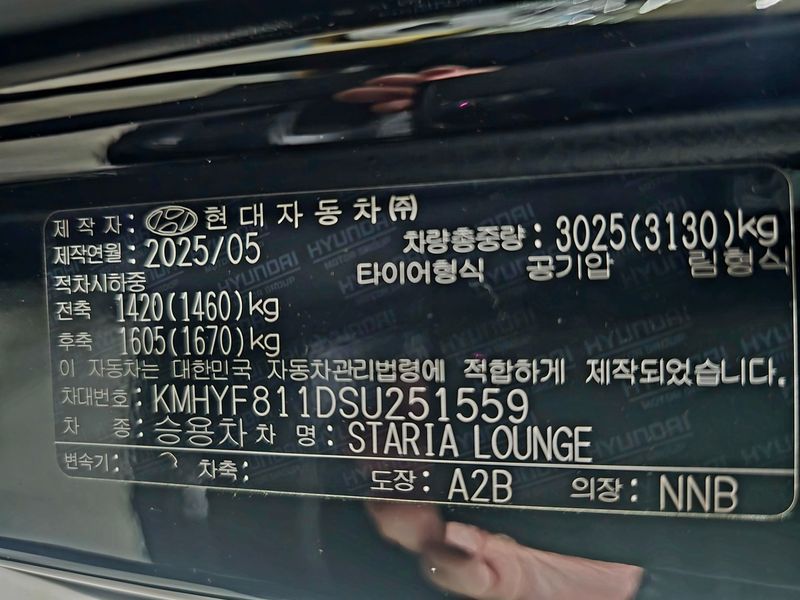 제작자: 현대자동차㈜
제작연월: 2025/05 차량총중량: 3025(3130)kg
적차시하중 타이어형식 공기압 림형식
전축 1420(1460)kg
후축 1605(1670)kg
이 자동차는 대한민국 자동차관리법령에 적합하게 제작되었습니다.
차대번호: KMHYF811DSU251559
차 종: 승용차 차 명: STARIA LOUNGE
변속기: 차축: 도장: A2B 의장: NNB
HYUNDAI
MOTOR GROUP